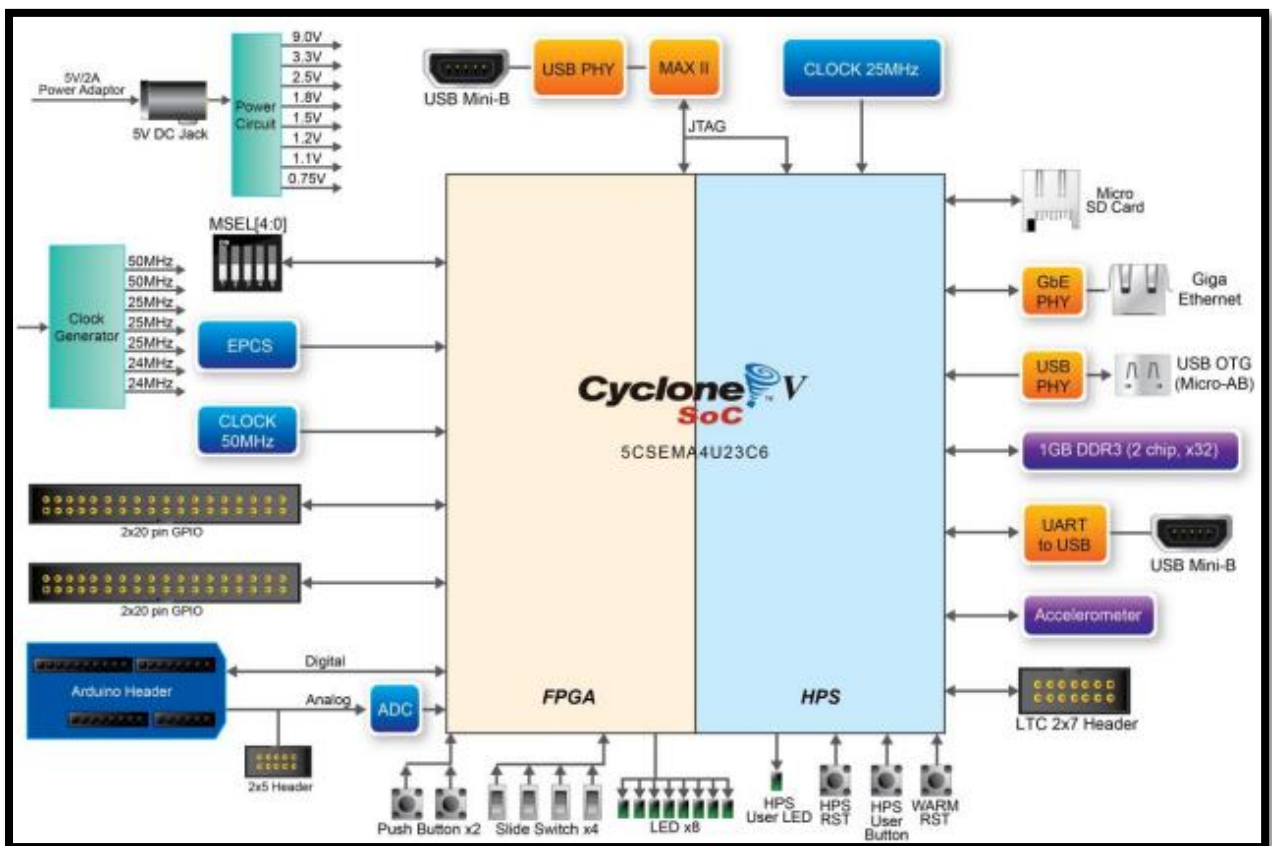 5V/2A
Power Adaptor
5V DC Jack
Power
Circuit
9.0V
3.3V
2.5V
1.8V
1.5V
1.2V
1.1V
0.75V
USB Mini-B
USB PHY
MAX II
JTAG
CLOCK 25MHz
MSEL[4:0]
Clock
Generator
50MHz
50MHz
25MHz
25MHz
25MHz
24MHz
24MHz
EPCS
CLOCK
50MHz
2x20 pin GPIO
2x20 pin GPIO
Arduino Header
Digital
Analog
ADC
2x5 Header
Cyclone V
SoC
5CSEMA4U23C6
FPGA
HPS
Micro
SD Card
GbE
PHY
Giga
Ethernet
USB
PHY
USB OTG
(Micro-AB)
1GB DDR3 (2 chip, x32)
UART
to USB
USB Mini-B
Accelerometer
LTC 2x7 Header
Push Button x2
Slide Switch x4
LED x8
HPS
User LED
HPS
RST
HPS
User
Button
WARM
RST